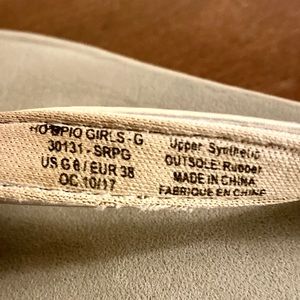 GIRLS - G
30131 - SRPG
US G 6 / EUR 38
OC 10/17
Upper Synthetic
OUTSOLE: Rubber
MADE IN CHINA
FABRIQUE EN CHINE